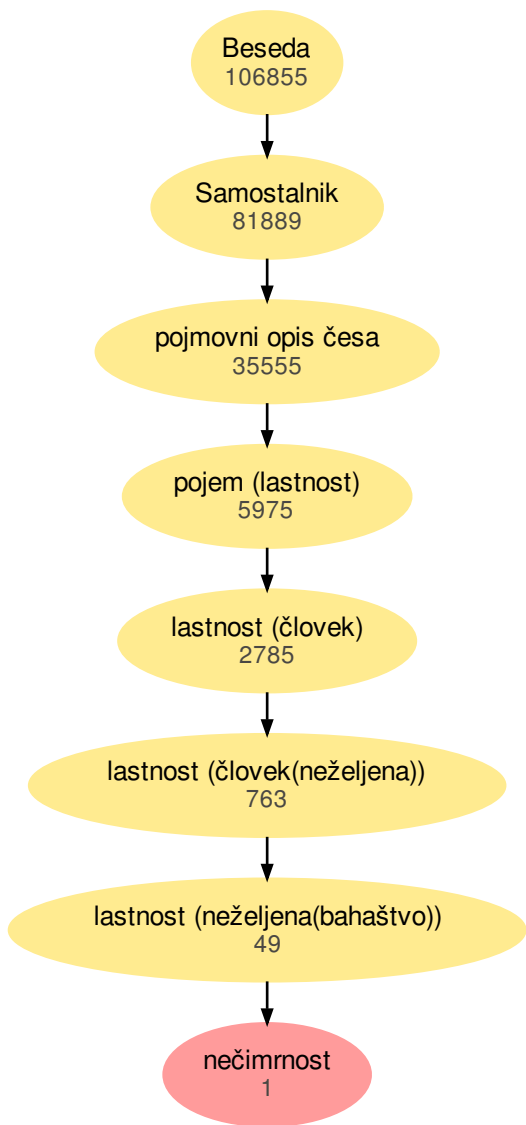 Beseda
106855
Samostalnik
81889
pojmovni opis česa
35555
pojem (lastnost)
5975
lastnost (človek)
2785
lastnost (človek(neželjena))
763
lastnost (neželjena(bahaštvo))
49
nečimrnost
1